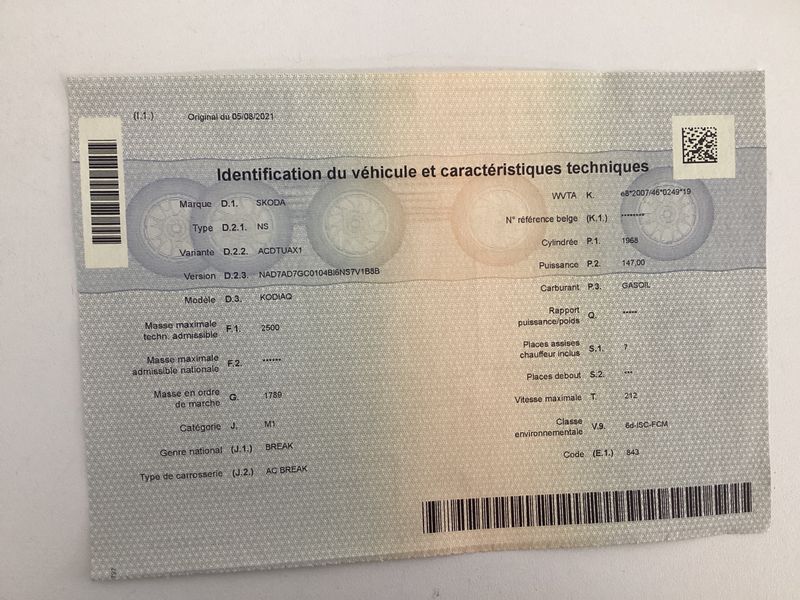 (I.1.) Original du 05/08/2021
Identification du véhicule et caractéristiques techniques
Marque D.1. SKODA
Type D.2.1. NS
Variante D.2.2. ACDTUAX1
Version D.2.3. NAD7AD7GC0104BI6NS7V1B8B
Modèle D.3. KODIAQ
Masse maximale
techn. admissible F.1. 2500
Masse maximale
admissible nationale F.2. ******
Masse en ordre
de marche G. 1789
Catégorie J. M1
Genre national (J.1.) BREAK
Type de carrosserie (J.2.) AC BREAK
WVTA K. e8*2007/46*0249*19
N° référence belge (K.1.) ********
Cylindrée P.1. 1968
Puissance P.2. 147,00
Carburant P.3. GASOIL
Rapport
puissance/poids Q. *****
Places assises
chauffeur inclus S.1. 7
Places debout S.2. ***
Vitesse maximale T. 212
Classe
environnementale V.9. 6d-ISC-FCM
Code (E.1.) 843